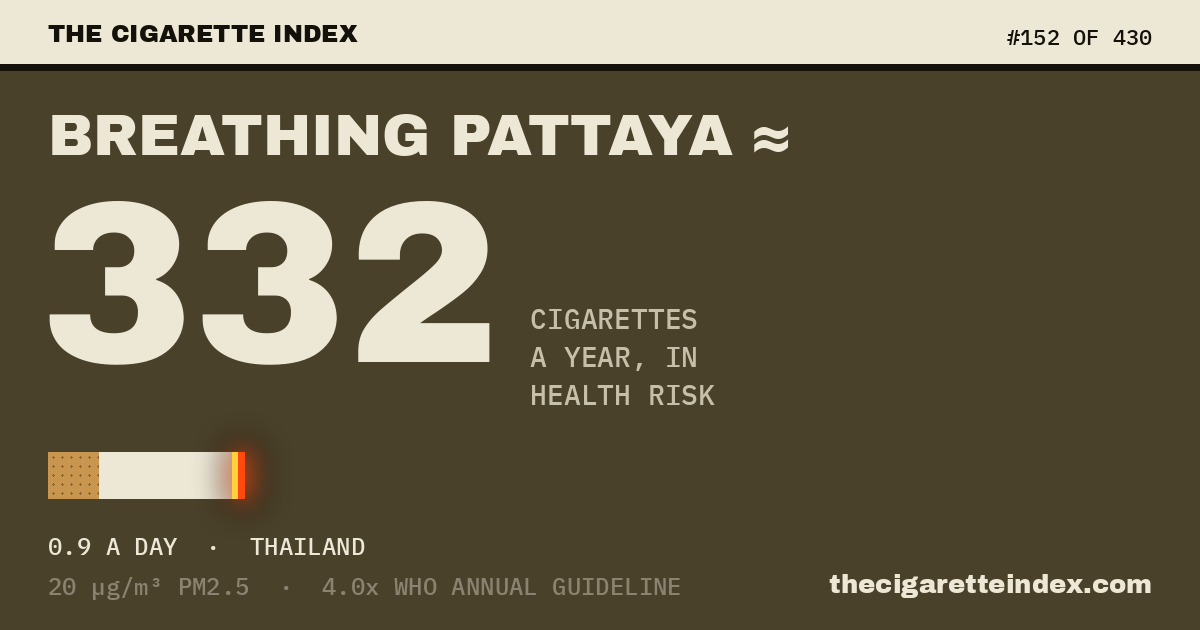 THE CIGARETTE INDEX
#152 OF 430
BREATHING PATTAYA ≈
332
CIGARETTES
A YEAR, IN
HEALTH RISK
0.9 A DAY · THAILAND
20 µg/m³ PM2.5 · 4.0x WHO ANNUAL GUIDELINE
thecigaretteindex.com